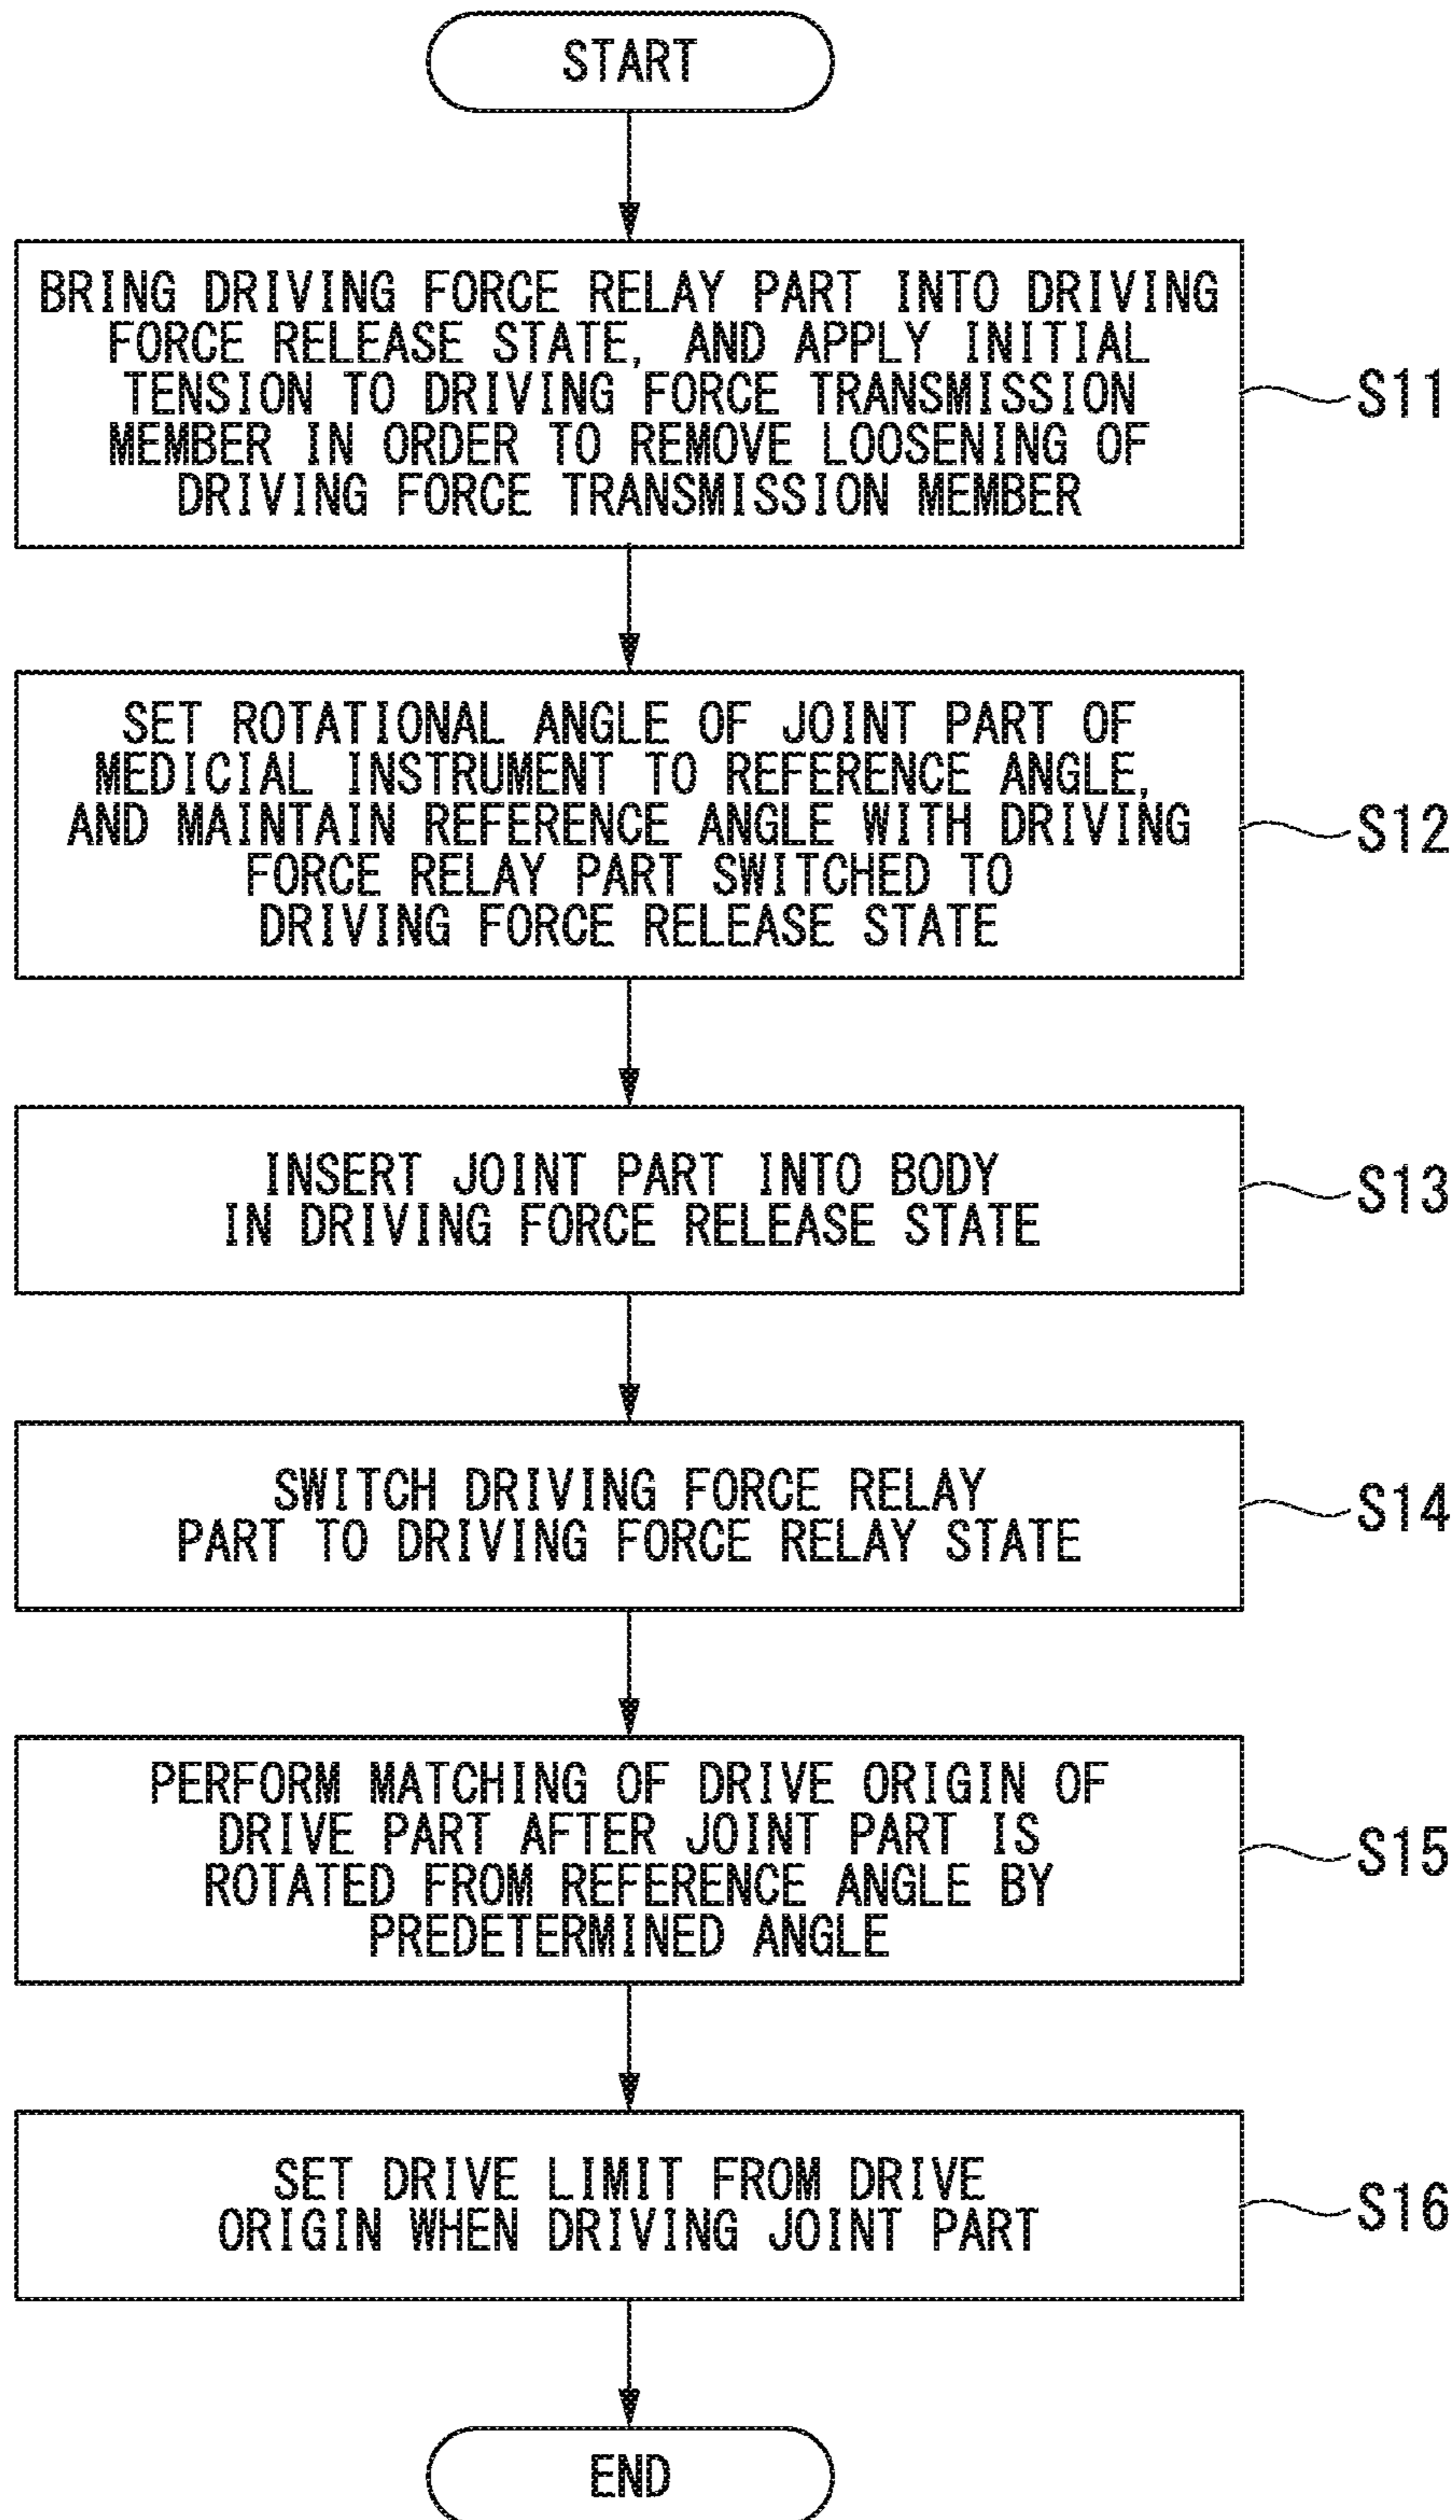 START
BRING DRIVING FORCE RELAY PART INTO DRIVING
FORCE RELEASE STATE, AND APPLY INITIAL
TENSION TO DRIVING FORCE TRANSMISSION
MEMBER IN ORDER TO REMOVE LOOSENING OF
DRIVING FORCE TRANSMISSION MEMBER
S11
SET ROTATIONAL ANGLE OF JOINT PART OF
MEDICIAL INSTRUMENT TO REFERENCE ANGLE,
AND MAINTAIN REFERENCE ANGLE WITH DRIVING
FORCE RELAY PART SWITCHED TO
DRIVING FORCE RELEASE STATE
S12
INSERT JOINT PART INTO BODY
IN DRIVING FORCE RELEASE STATE
S13
SWITCH DRIVING FORCE RELAY
PART TO DRIVING FORCE RELAY STATE
S14
PERFORM MATCHING OF DRIVE ORIGIN OF
DRIVE PART AFTER JOINT PART IS
ROTATED FROM REFERENCE ANGLE BY
PREDETERMINED ANGLE
S15
SET DRIVE LIMIT FROM DRIVE
ORIGIN WHEN DRIVING JOINT PART
S16
END